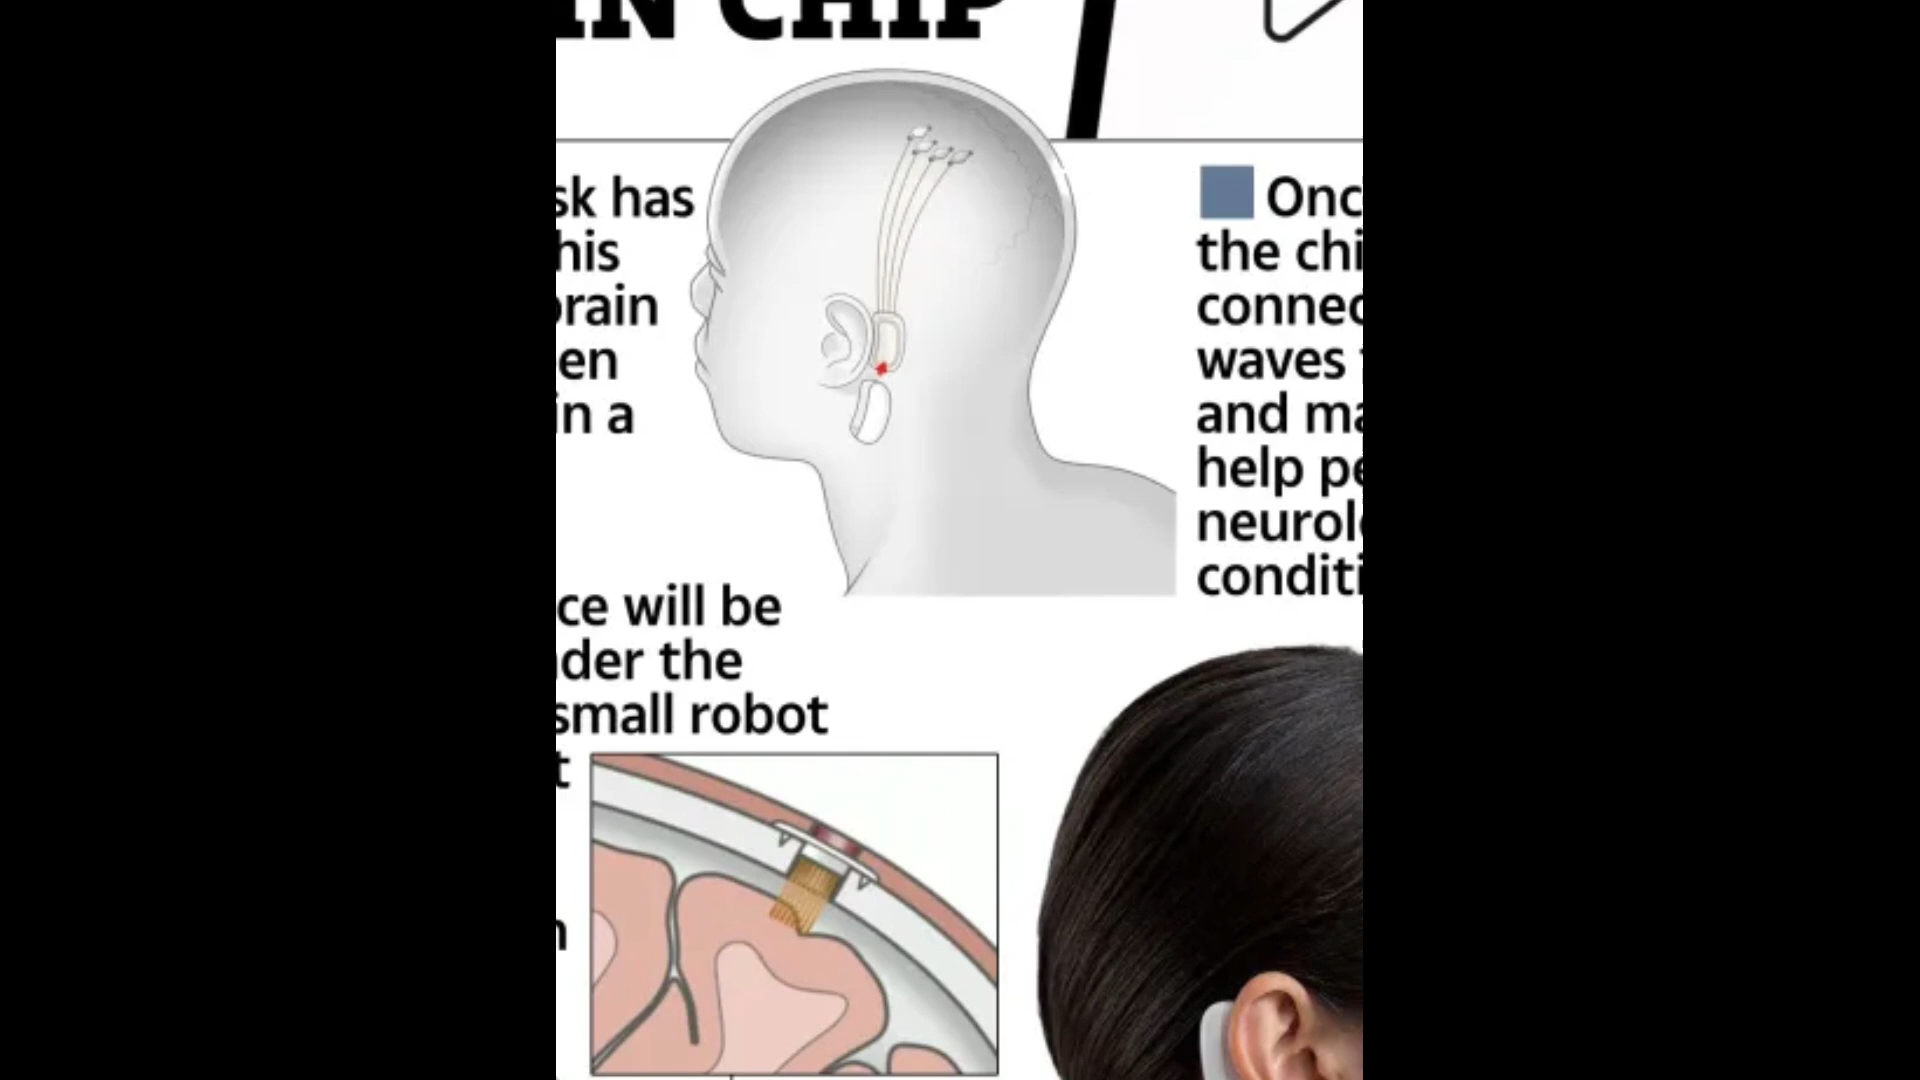 IN CHIP
sk has
his
brain
en
in a
ce will be
der the
small robot
t
n
Onc
the chi
connec
waves
and ma
help pe
neurol
conditi